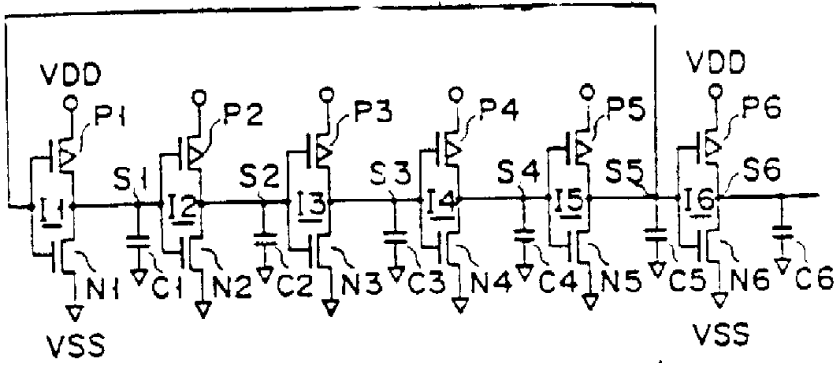 VDD VDD
P1 P2 P3 P4 P5 P6
S1 S2 S3 S4 S5 S6
I1 I2 I3 I4 I5 I6
N1 C1 N2 C2 N3 C3 N4 C4 N5 C5 N6 C6
VSS VSS